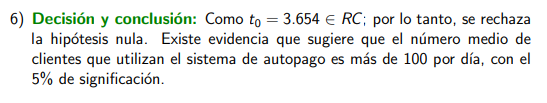 6) Decisión y conclusión: Como t₀ = 3.654 ∈ RC; por lo tanto, se rechaza
la hipótesis nula. Existe evidencia que sugiere que el número medio de
clientes que utilizan el sistema de autopago es más de 100 por día, con el
5% de significación.